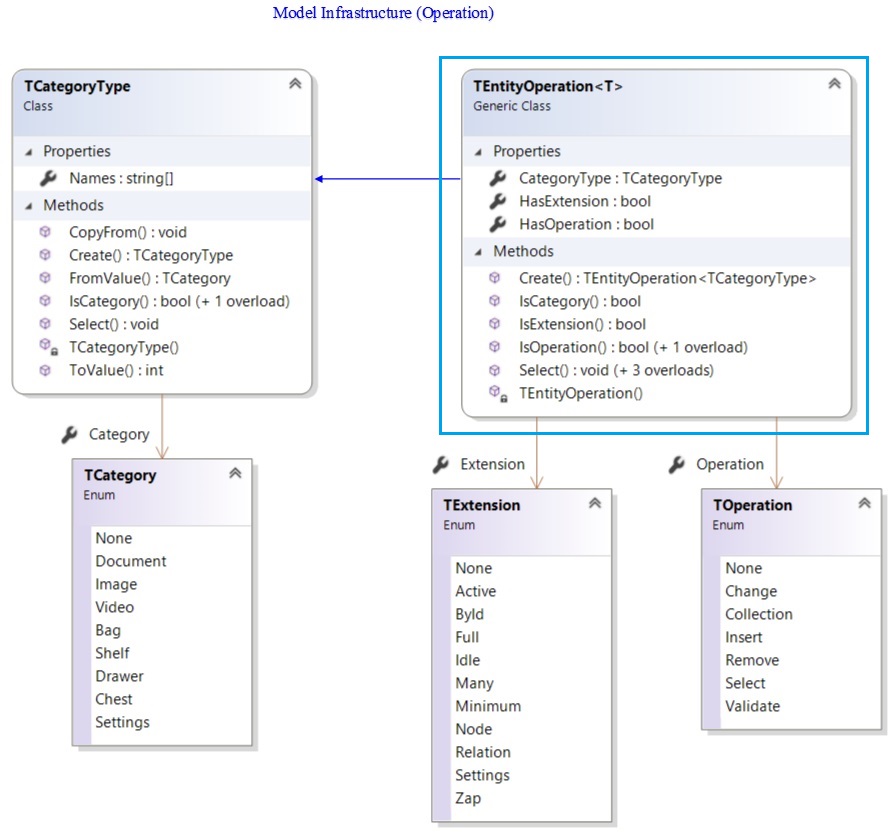 Model Infrastructure (Operation)
TCategoryType
Class
Properties
Names : string[]
Methods
CopyFrom() : void
Create() : TCategoryType
FromValue() : TCategory
IsCategory() : bool (+ 1 overload)
Select() : void
TCategoryType()
ToValue() : int
TEntityOperation<T>
Generic Class
Properties
CategoryType : TCategoryType
HasExtension : bool
HasOperation : bool
Methods
Create() : TEntityOperation<TCategoryType>
IsCategory() : bool
IsExtension() : bool
IsOperation() : bool (+ 1 overload)
Select() : void (+ 3 overloads)
TEntityOperation()
Category
TCategory
Enum
None
Document
Image
Video
Bag
Shelf
Drawer
Chest
Settings
Extension
TExtension
Enum
None
Active
ById
Full
Idle
Many
Minimum
Node
Relation
Settings
Zap
Operation
TOperation
Enum
None
Change
Collection
Insert
Remove
Select
Validate